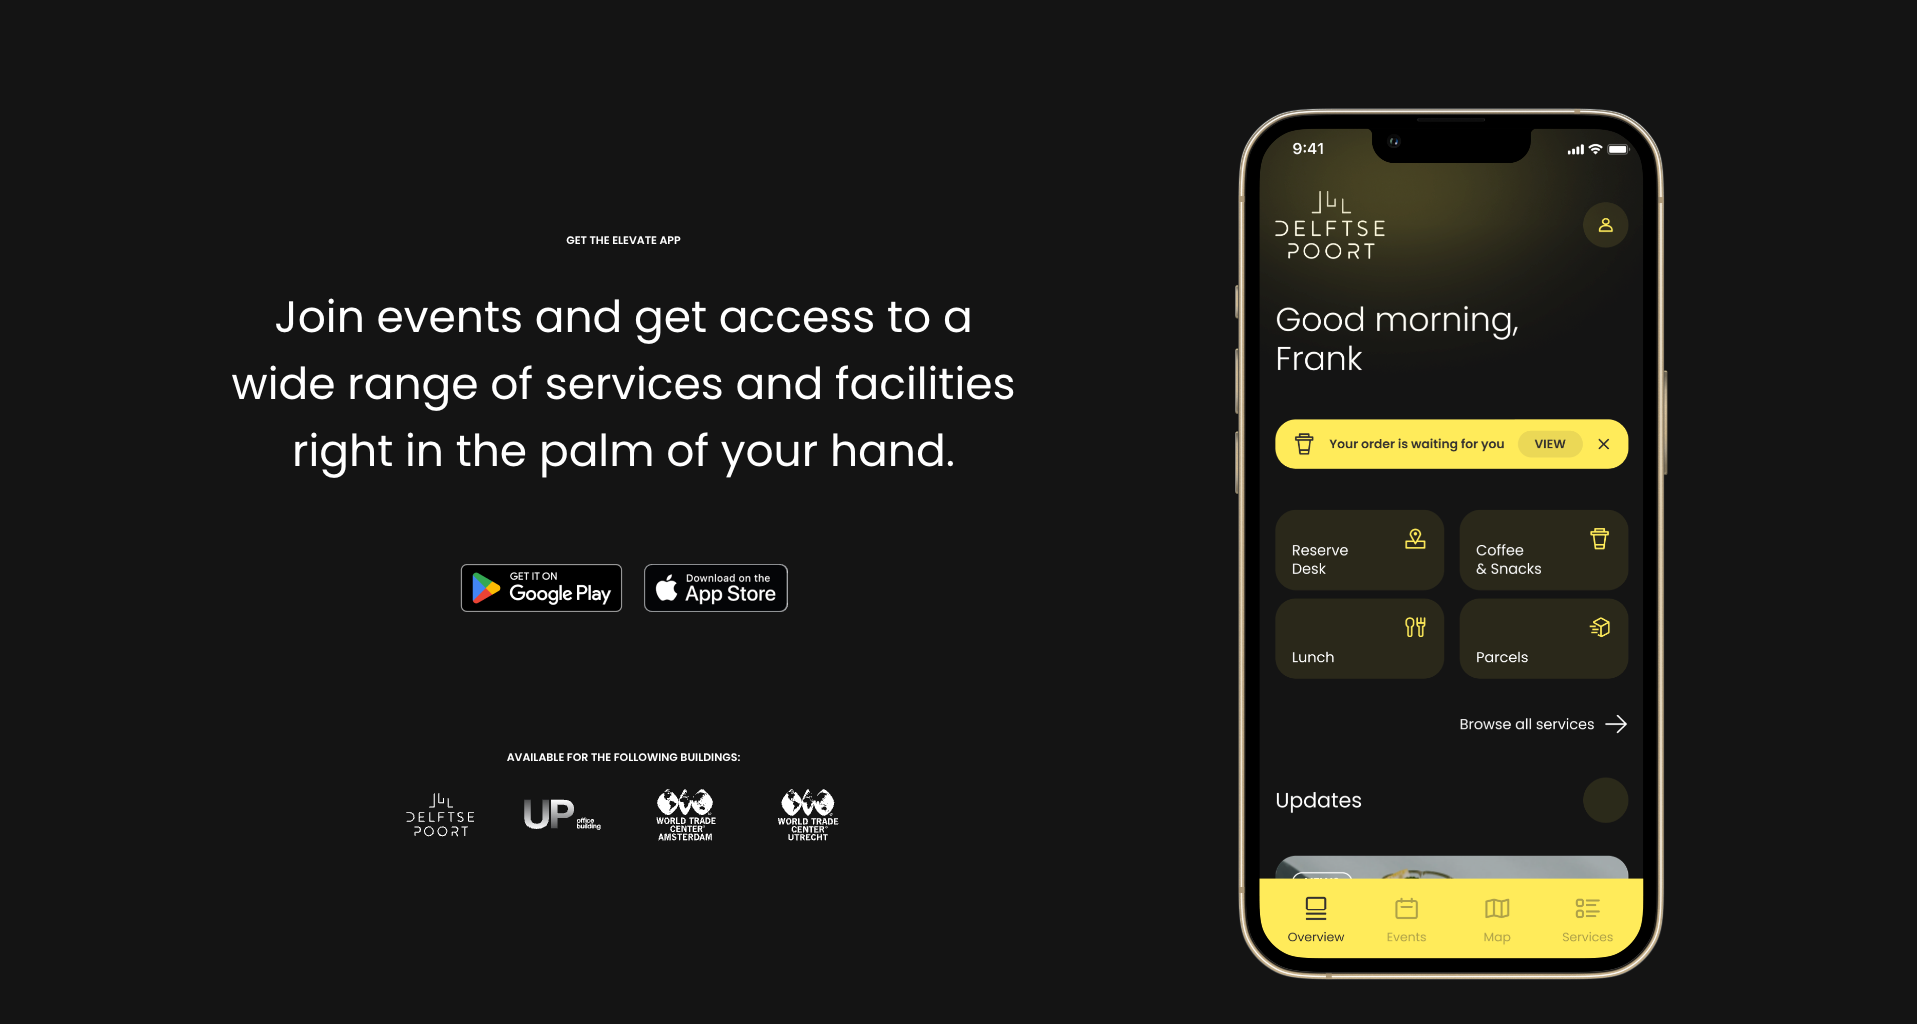 GET THE ELEVATE APP
Join events and get access to a
wide range of services and facilities
right in the palm of your hand.
GET IT ON
Google Play
Download on the
App Store
AVAILABLE FOR THE FOLLOWING BUILDINGS:
DELFTSE
POORT
UP
office
building
WORLD TRADE
CENTER®
AMSTERDAM
WORLD TRADE
CENTER®
UTRECHT
9:41
DELFTSE
POORT
Good morning,
Frank
Your order is waiting for you
VIEW
Reserve
Desk
Coffee
& Snacks
Lunch
Parcels
Browse all services
Updates
Overview
Events
Map
Services